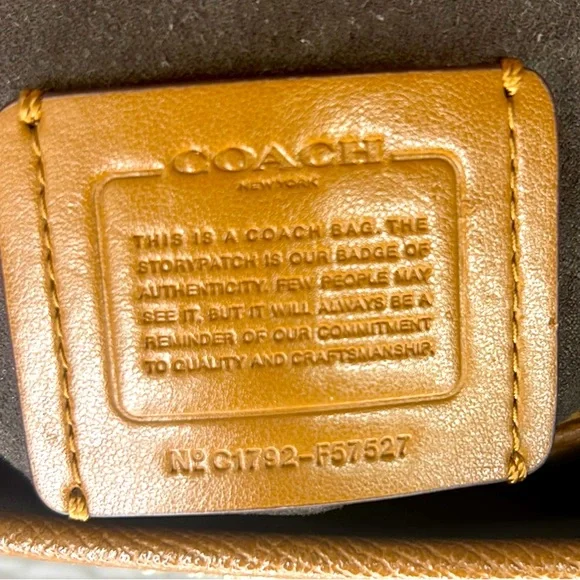 COACH
NEW YORK
THIS IS A COACH BAG. THE
STORYPATCH IS OUR BADGE OF
AUTHENTICITY. FEW PEOPLE MAY
SEE IT, BUT IT WILL ALWAYS BE A
REMINDER OF OUR COMMITMENT
TO QUALITY AND CRAFTSMANSHIP.
Nº C1792-F57527